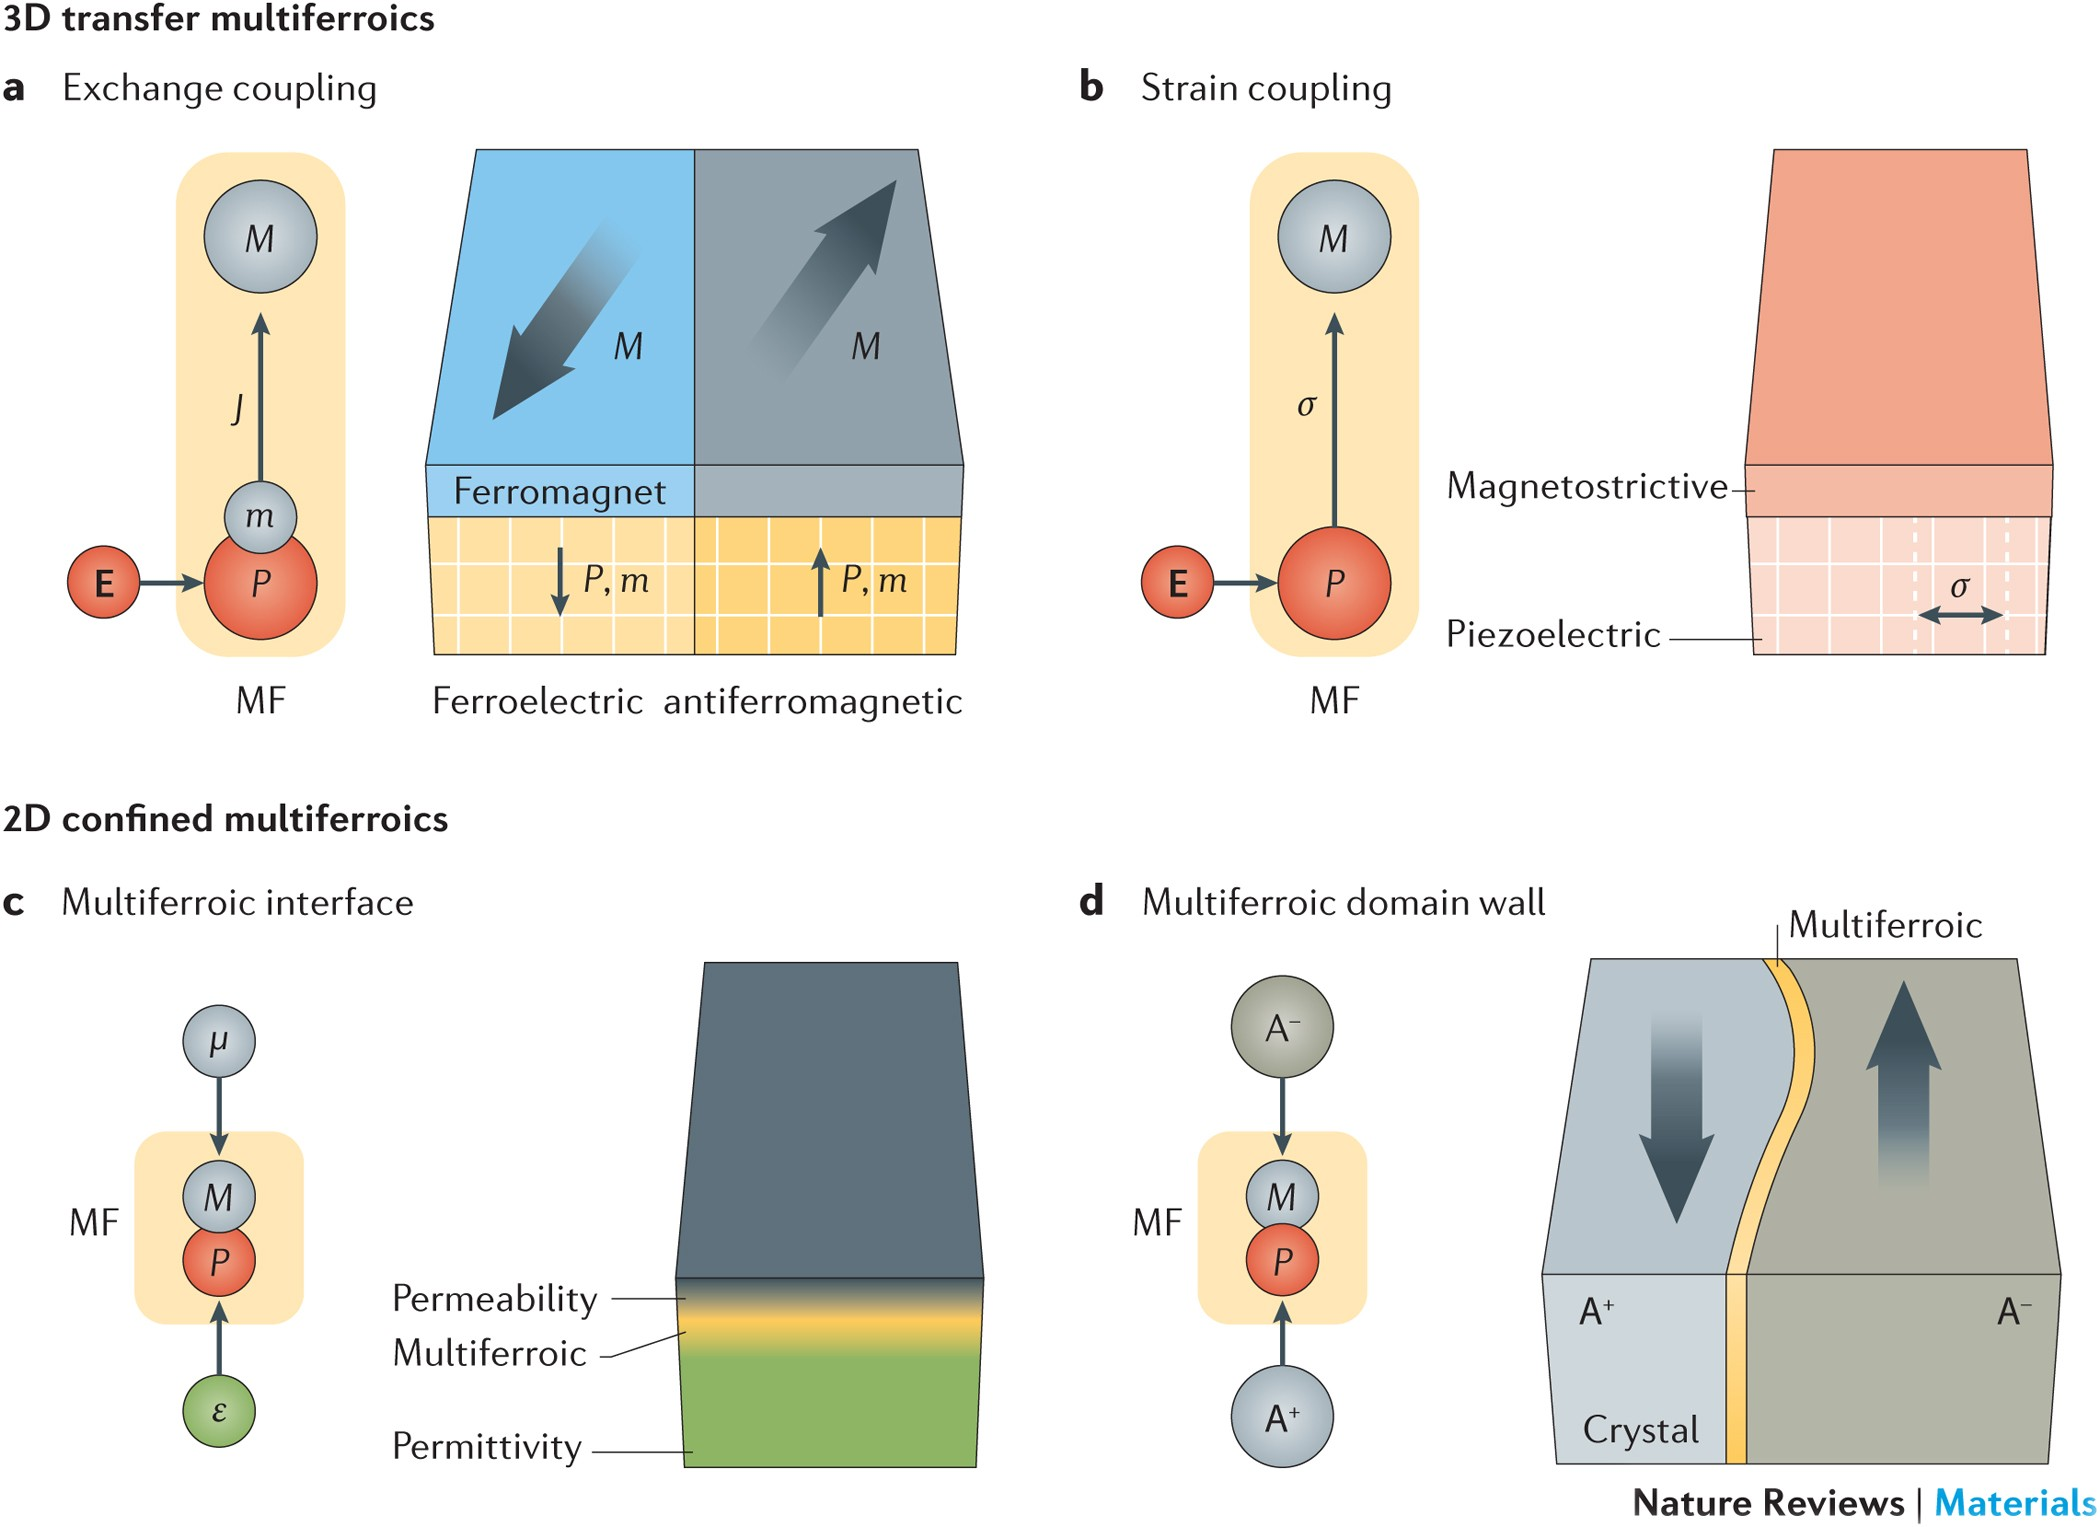 3D transfer multiferroics
a Exchange coupling
M
J
m
E
P
MF
M
M
Ferromagnet
P, m
P, m
Ferroelectric antiferromagnetic
b Strain coupling
M
σ
E
P
MF
Magnetostrictive
σ
Piezoelectric
2D confined multiferroics
c Multiferroic interface
μ
M
MF
P
ε
Permeability
Multiferroic
Permittivity
d Multiferroic domain wall
Multiferroic
A⁻
M
MF
P
A⁺
A⁺
A⁻
Crystal
Nature Reviews | Materials